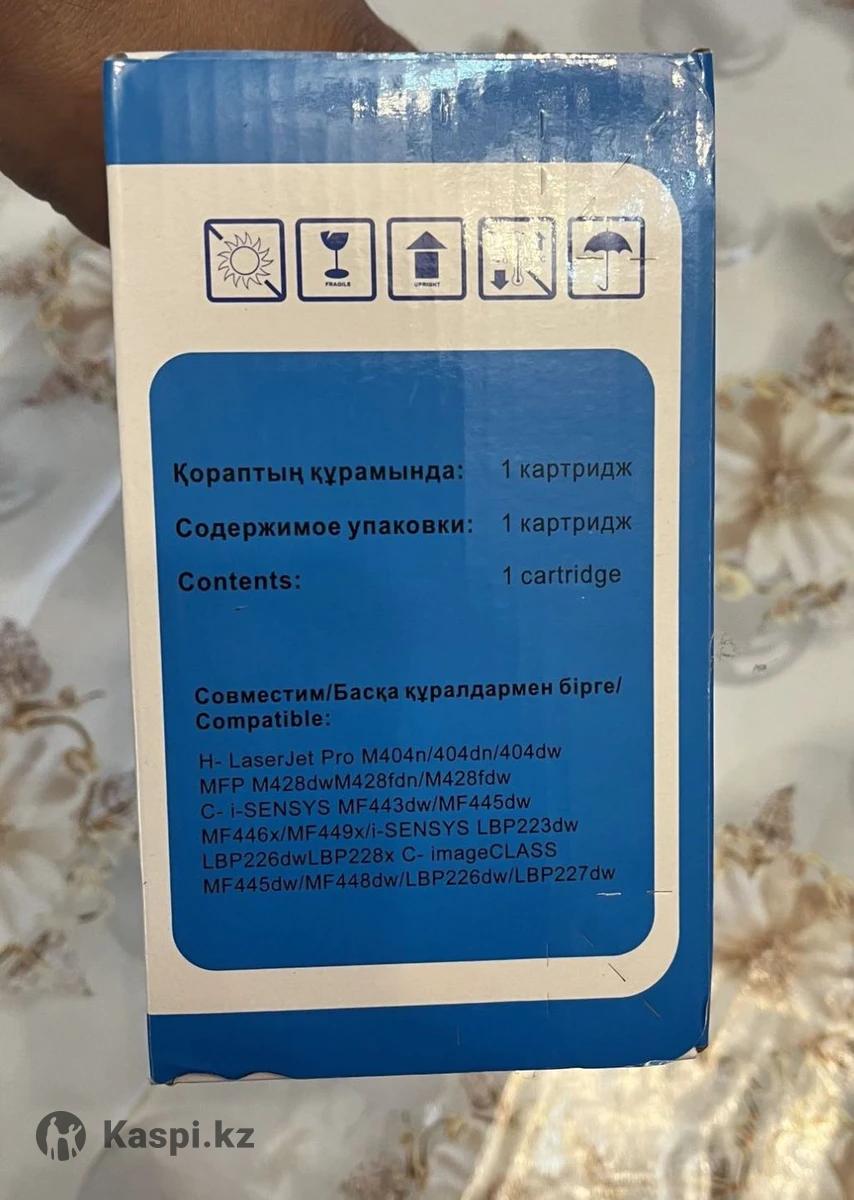 FRAGILE
UPRIGHT
Қораптың құрамында: 1 картридж
Содержимое упаковки: 1 картридж
Contents: 1 cartridge
Совместим/Басқа құралдармен бірге/
Compatible:
H- LaserJet Pro M404n/404dn/404dw
MFP M428dwM428fdn/M428fdw
C- i-SENSYS MF443dw/MF445dw
MF446x/MF449x/i-SENSYS LBP223dw
LBP226dwLBP228x C- imageCLASS
MF445dw/MF448dw/LBP226dw/LBP227dw
Kaspi.kz